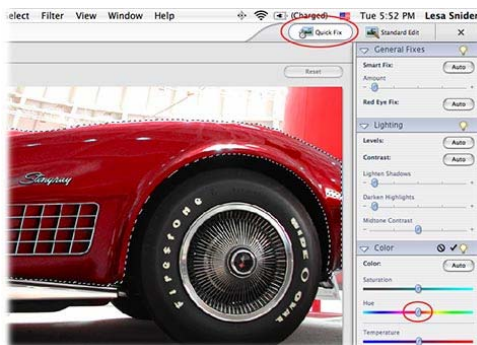 elect Filter View Window Help (Charged) Tue 5:52 PM Lesa Snider
Quick Fix Standard Edit X
Reset
General Fixes
Smart Fix: Auto
Amount
Red Eye Fix: Auto
Lighting
Levels: Auto
Contrast: Auto
Lighten Shadows
Darken Highlights
Midtone Contrast
Color
Color: Auto
Saturation
Hue
Temperature
Stingray
Firestone
WIDE O OVAL